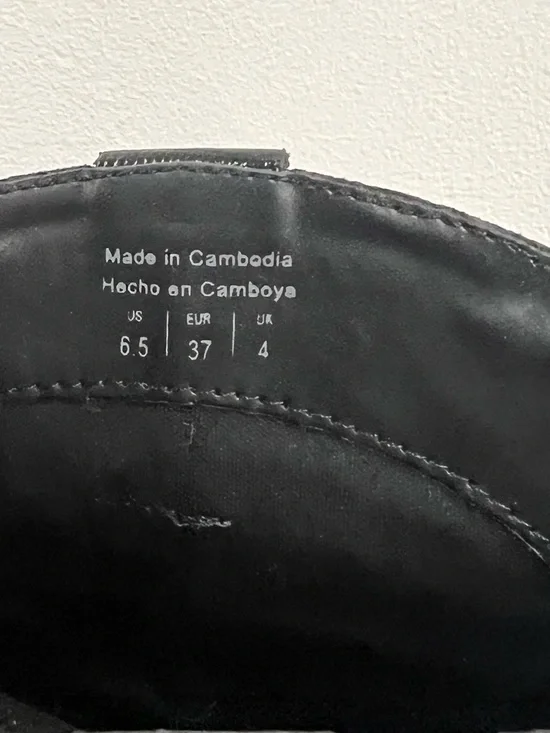 Made in Cambodia
Hecho en Camboya
US | EUR | UK
6.5 | 37 | 4